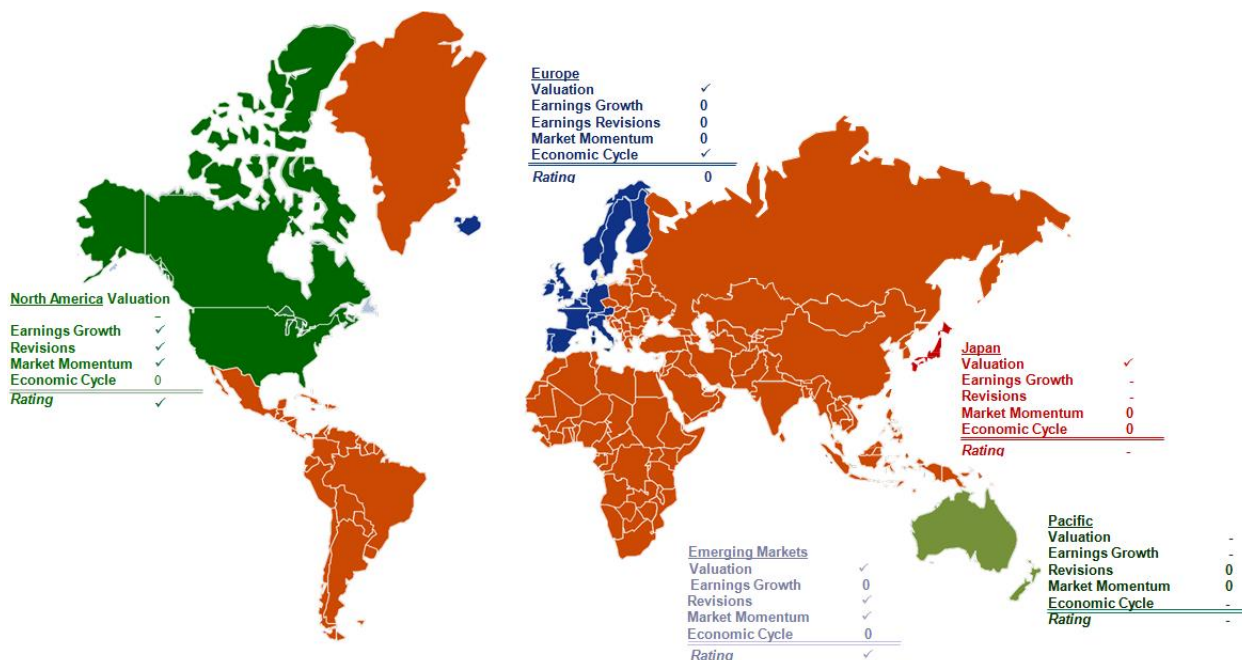 Europe
Valuation ✓
Earnings Growth 0
Earnings Revisions 0
Market Momentum 0
Economic Cycle ✓
Rating 0
North America Valuation
-
Earnings Growth ✓
Revisions ✓
Market Momentum ✓
Economic Cycle 0
Rating ✓
Japan
Valuation ✓
Earnings Growth -
Revisions -
Market Momentum 0
Economic Cycle 0
Rating -
Emerging Markets
Valuation ✓
Earnings Growth 0
Revisions ✓
Market Momentum ✓
Economic Cycle 0
Rating ✓
Pacific
Valuation -
Earnings Growth -
Revisions 0
Market Momentum 0
Economic Cycle -
Rating -